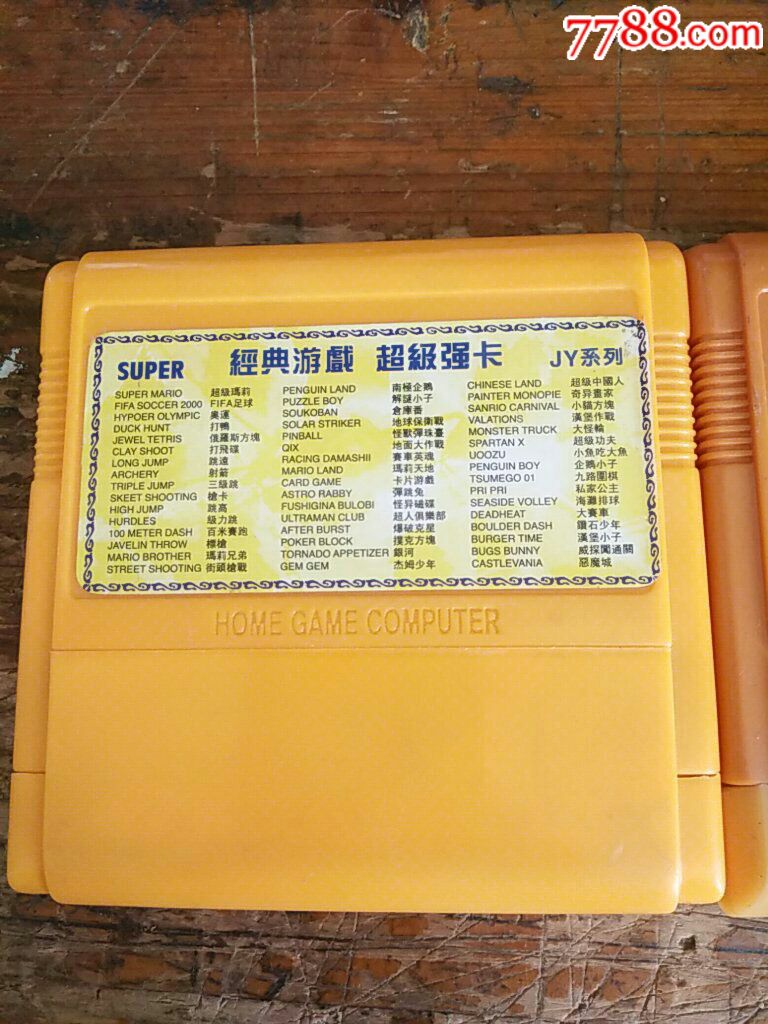 7788.com
SUPER 經典游戲 超級强卡 JY系列
SUPER MARIO 超級瑪莉
FIFA SOCCER 2000 FIFA足球
HYPOER OLYMPIC 奧運
DUCK HUNT 打鴨
JEWEL TETRIS 俄羅斯方塊
CLAY SHOOT 打飛碟
LONG JUMP 跳遠
ARCHERY 射箭
TRIPLE JUMP 三級跳
SKEET SHOOTING 槍卡
HIGH JUMP 跳高
HURDLES 級力跳
100 METER DASH 百米賽跑
JAVELIN THROW 標槍
MARIO BROTHER 瑪莉兄弟
STREET SHOOTING 街頭槍戰
PENGUIN LAND 南極企鵝
PUZZLE BOY 解謎小子
SOUKOBAN 倉庫番
SOLAR STRIKER 地球保衛戰
PINBALL 怪獸彈珠臺
QIX 地面大作戰
RACING DAMASHII 賽車英魂
MARIO LAND 瑪莉天地
CARD GAME 卡片游戲
ASTRO RABBY 彈跳兔
FUSHIGINA BULOBI 怪异磁碟
ULTRAMAN CLUB 超人俱樂部
AFTER BURST 爆破克星
POKER BLOCK 撲克方塊
TORNADO APPETIZER 銀河
GEM GEM 杰姆少年
CHINESE LAND 超級中國人
PAINTER MONOPIE 奇异畫家
SANRIO CARNIVAL 小貓方塊
VALATIONS 漢堡作戰
MONSTER TRUCK 大怪輪
SPARTAN X 超級功夫
UOOZU 小魚吃大魚
PENGUIN BOY 企鵝小子
TSUMEGO 01 九路圍棋
PRI PRI 私家公主
SEASIDE VOLLEY 海灘排球
DEADHEAT 大賽車
BOULDER DASH 鑽石少年
BURGER TIME 漢堡小子
BUGS BUNNY 威探闖通關
CASTLEVANIA 惡魔城
HOME GAME COMPUTER